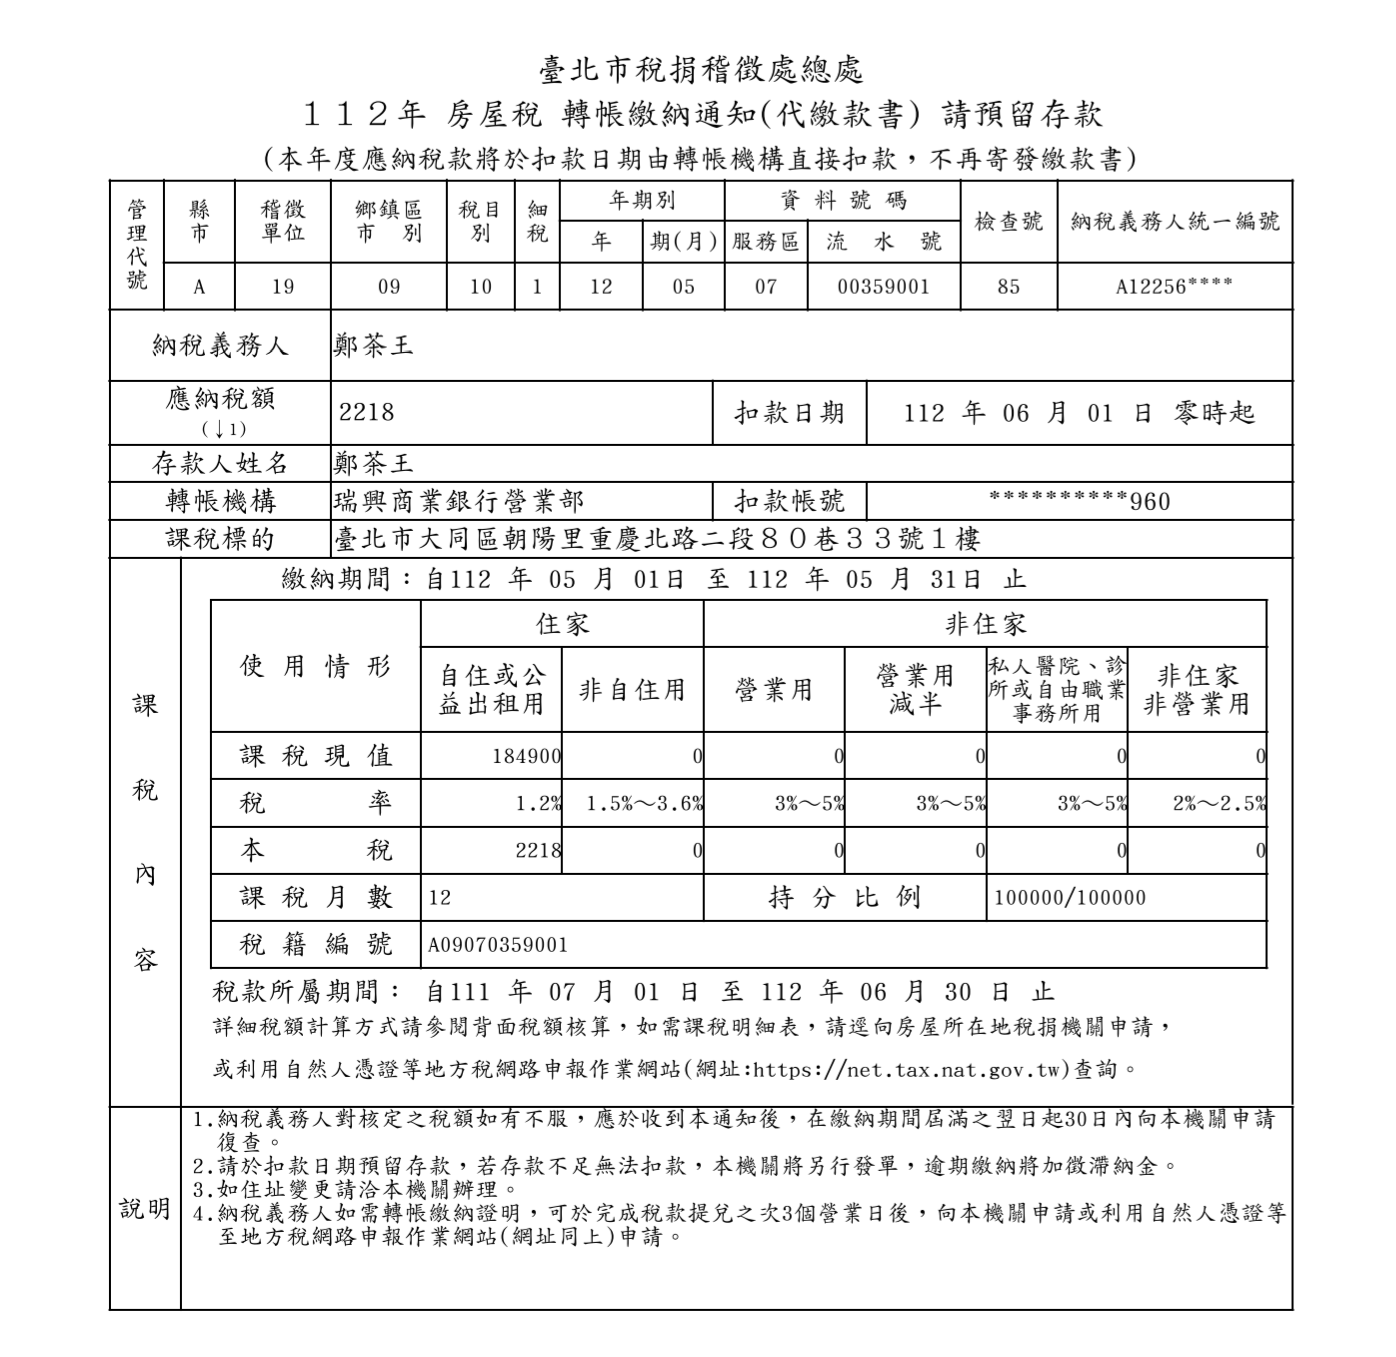 臺北市稅捐稽徵處總處
１１２年 房屋稅 轉帳繳納通知(代繳款書) 請預留存款
(本年度應納稅款將於扣款日期由轉帳機構直接扣款，不再寄發繳款書)
管理代號 縣市 稽徵單位 鄉鎮區市別 稅目別 細稅 年期別 資料號碼 檢查號 納稅義務人統一編號
年 期(月) 服務區 流水號
A 19 09 10 1 12 05 07 00359001 85 A12256****
納稅義務人 鄭茶王
應納稅額(↓1) 2218 扣款日期 112 年 06 月 01 日 零時起
存款人姓名 鄭茶王
轉帳機構 瑞興商業銀行營業部 扣款帳號 **********960
課稅標的 臺北市大同區朝陽里重慶北路二段８０巷３３號１樓
課稅內容
繳納期間：自112 年 05 月 01日 至 112 年 05 月 31日 止
使用情形 住家 非住家
自住或公益出租用 非自住用 營業用 營業用減半 私人醫院、診所或自由職業事務所用 非住家非營業用
課稅現值 184900 0 0 0 0 0
稅率 1.2% 1.5%～3.6% 3%～5% 3%～5% 3%～5% 2%～2.5%
本稅 2218 0 0 0 0 0
課稅月數 12 持分比例 100000/100000
稅籍編號 A09070359001
稅款所屬期間： 自111 年 07 月 01 日 至 112 年 06 月 30 日 止
詳細稅額計算方式請參閱背面稅額核算，如需課稅明細表，請逕向房屋所在地稅捐機關申請，
或利用自然人憑證等地方稅網路申報作業網站(網址:https://net.tax.nat.gov.tw)查詢。
說明
1.納稅義務人對核定之稅額如有不服，應於收到本通知後，在繳納期間屆滿之翌日起30日內向本機關申請
復查。
2.請於扣款日期預留存款，若存款不足無法扣款，本機關將另行發單，逾期繳納將加徵滯納金。
3.如住址變更請洽本機關辦理。
4.納稅義務人如需轉帳繳納證明，可於完成稅款提兌之次3個營業日後，向本機關申請或利用自然人憑證等
至地方稅網路申報作業網站(網址同上)申請。